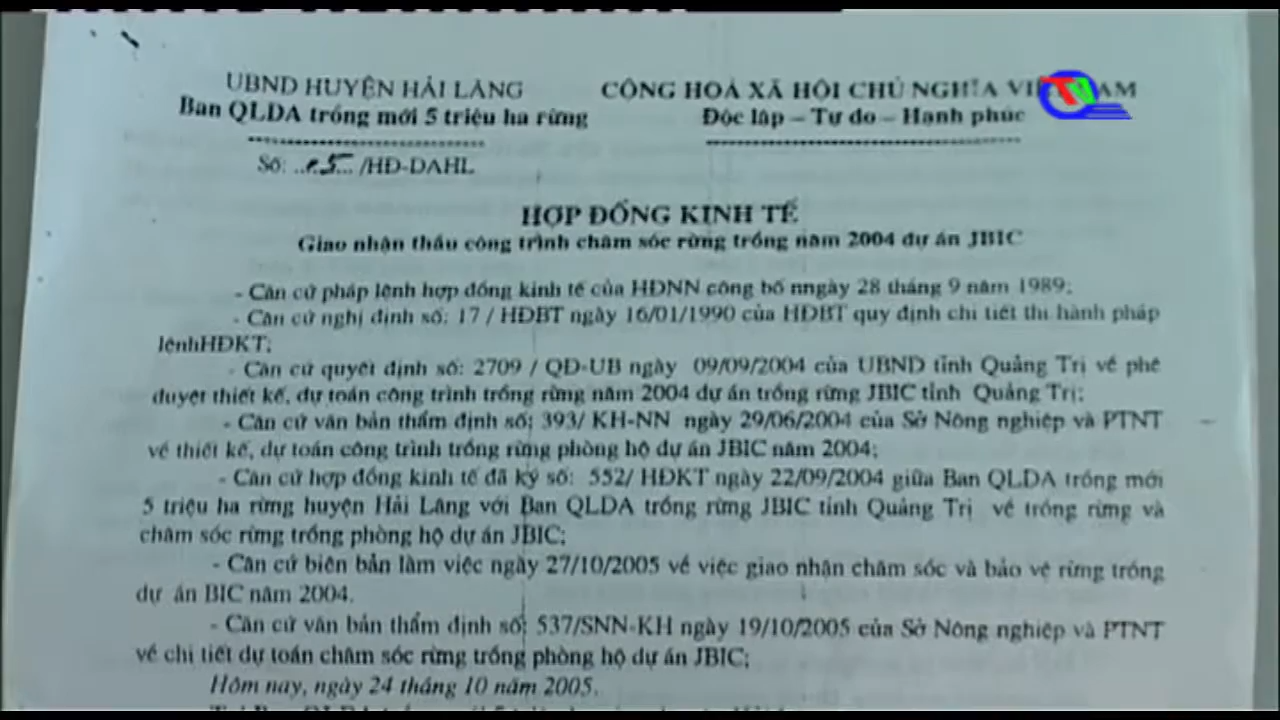 UBND HUYỆN HẢI LĂNG
CỘNG HOÀ XÃ HỘI CHỦ NGHĨA VIỆT NAM
Ban QLDA trồng mới 5 triệu ha rừng
Độc lập – Tự do – Hạnh phúc
Số: ...05... /HĐ-DAHL
HỢP ĐỒNG KINH TẾ
Giao nhận thầu công trình chăm sóc rừng trồng năm 2004 dự án JBIC
- Căn cứ pháp lệnh hợp đồng kinh tế của HĐNN công bố nngày 28 tháng 9 năm 1989;
- Căn cứ nghị định số: 17 / HĐBT ngày 16/01/1990 của HĐBT quy định chi tiết thi hành pháp
lệnhHĐKT;
- Căn cứ quyết định số: 2709 / QĐ-UB ngày 09/09/2004 của UBND tỉnh Quảng Trị về phê
duyệt thiết kế, dự toán công trình trồng rừng năm 2004 dự án trồng rừng JBIC tỉnh Quảng Trị;
- Căn cứ văn bản thẩm định số: 393/ KH-NN ngày 29/06/2004 của Sở Nông nghiệp và PTNT
về thiết kế, dự toán công trình trồng rừng phòng hộ dự án JBIC năm 2004;
- Căn cứ hợp đồng kinh tế đã ký số: 552/ HĐKT ngày 22/09/2004 giữa Ban QLDA trồng mới
5 triệu ha rừng huyện Hải Lăng với Ban QLDA trồng rừng JBIC tỉnh Quảng Trị về trồng rừng và
chăm sóc rừng trồng phòng hộ dự án JBIC;
- Căn cứ biên bản làm việc ngày 27/10/2005 về việc giao nhận chăm sóc và bảo vệ rừng trồng
dự án BIC năm 2004.
- Căn cứ văn bản thẩm định số: 537/SNN-KH ngày 19/10/2005 của Sở Nông nghiệp và PTNT
về chi tiết dự toán chăm sóc rừng trồng phòng hộ dự án JBIC;
Hôm nay, ngày 24 tháng 10 năm 2005.